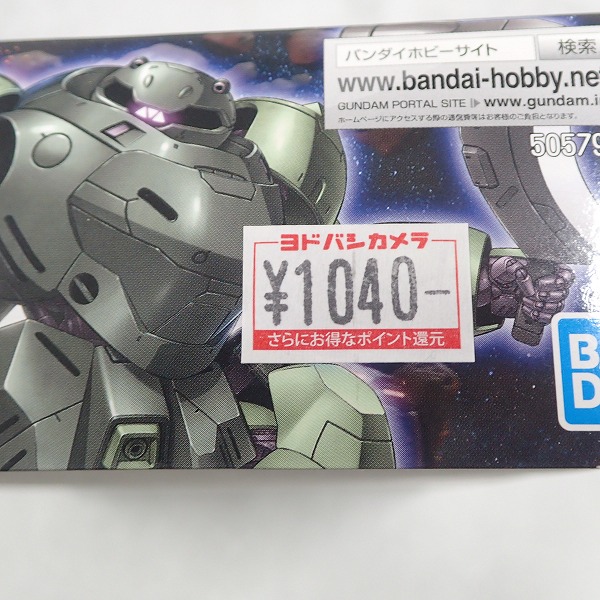 バンダイホビーサイト 検索
www.bandai-hobby.net
GUNDAM PORTAL SITE www.gundam.in
ホームページにアクセスする際の通信費等はお客様のご負担となります。
50579
ヨドバシカメラ
¥1040-
さらにお得なポイント還元
B
D